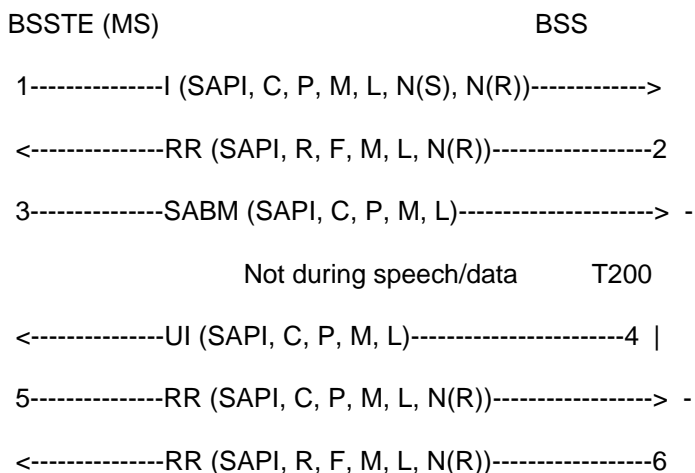 BSSTE (MS) BSS
1---------------I (SAPI, C, P, M, L, N(S), N(R))------------->
<---------------RR (SAPI, R, F, M, L, N(R))------------------2
3---------------SABM (SAPI, C, P, M, L)----------------------> -
Not during speech/data T200
<---------------UI (SAPI, C, P, M, L)------------------------4 |
5---------------RR (SAPI, C, P, M, L, N(R))------------------> -
<---------------RR (SAPI, R, F, M, L, N(R))------------------6